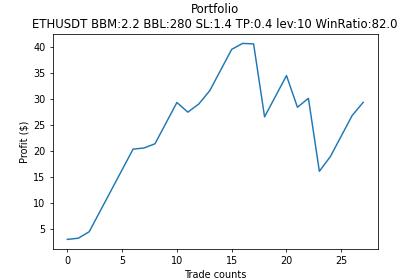 Portfolio
ETHUSDT BBM:2.2 BBL:280 SL:1.4 TP:0.4 lev:10 WinRatio:82.0
40
35
30
25
20
15
10
5
Profit ($)
0 5 10 15 20 25
Trade counts